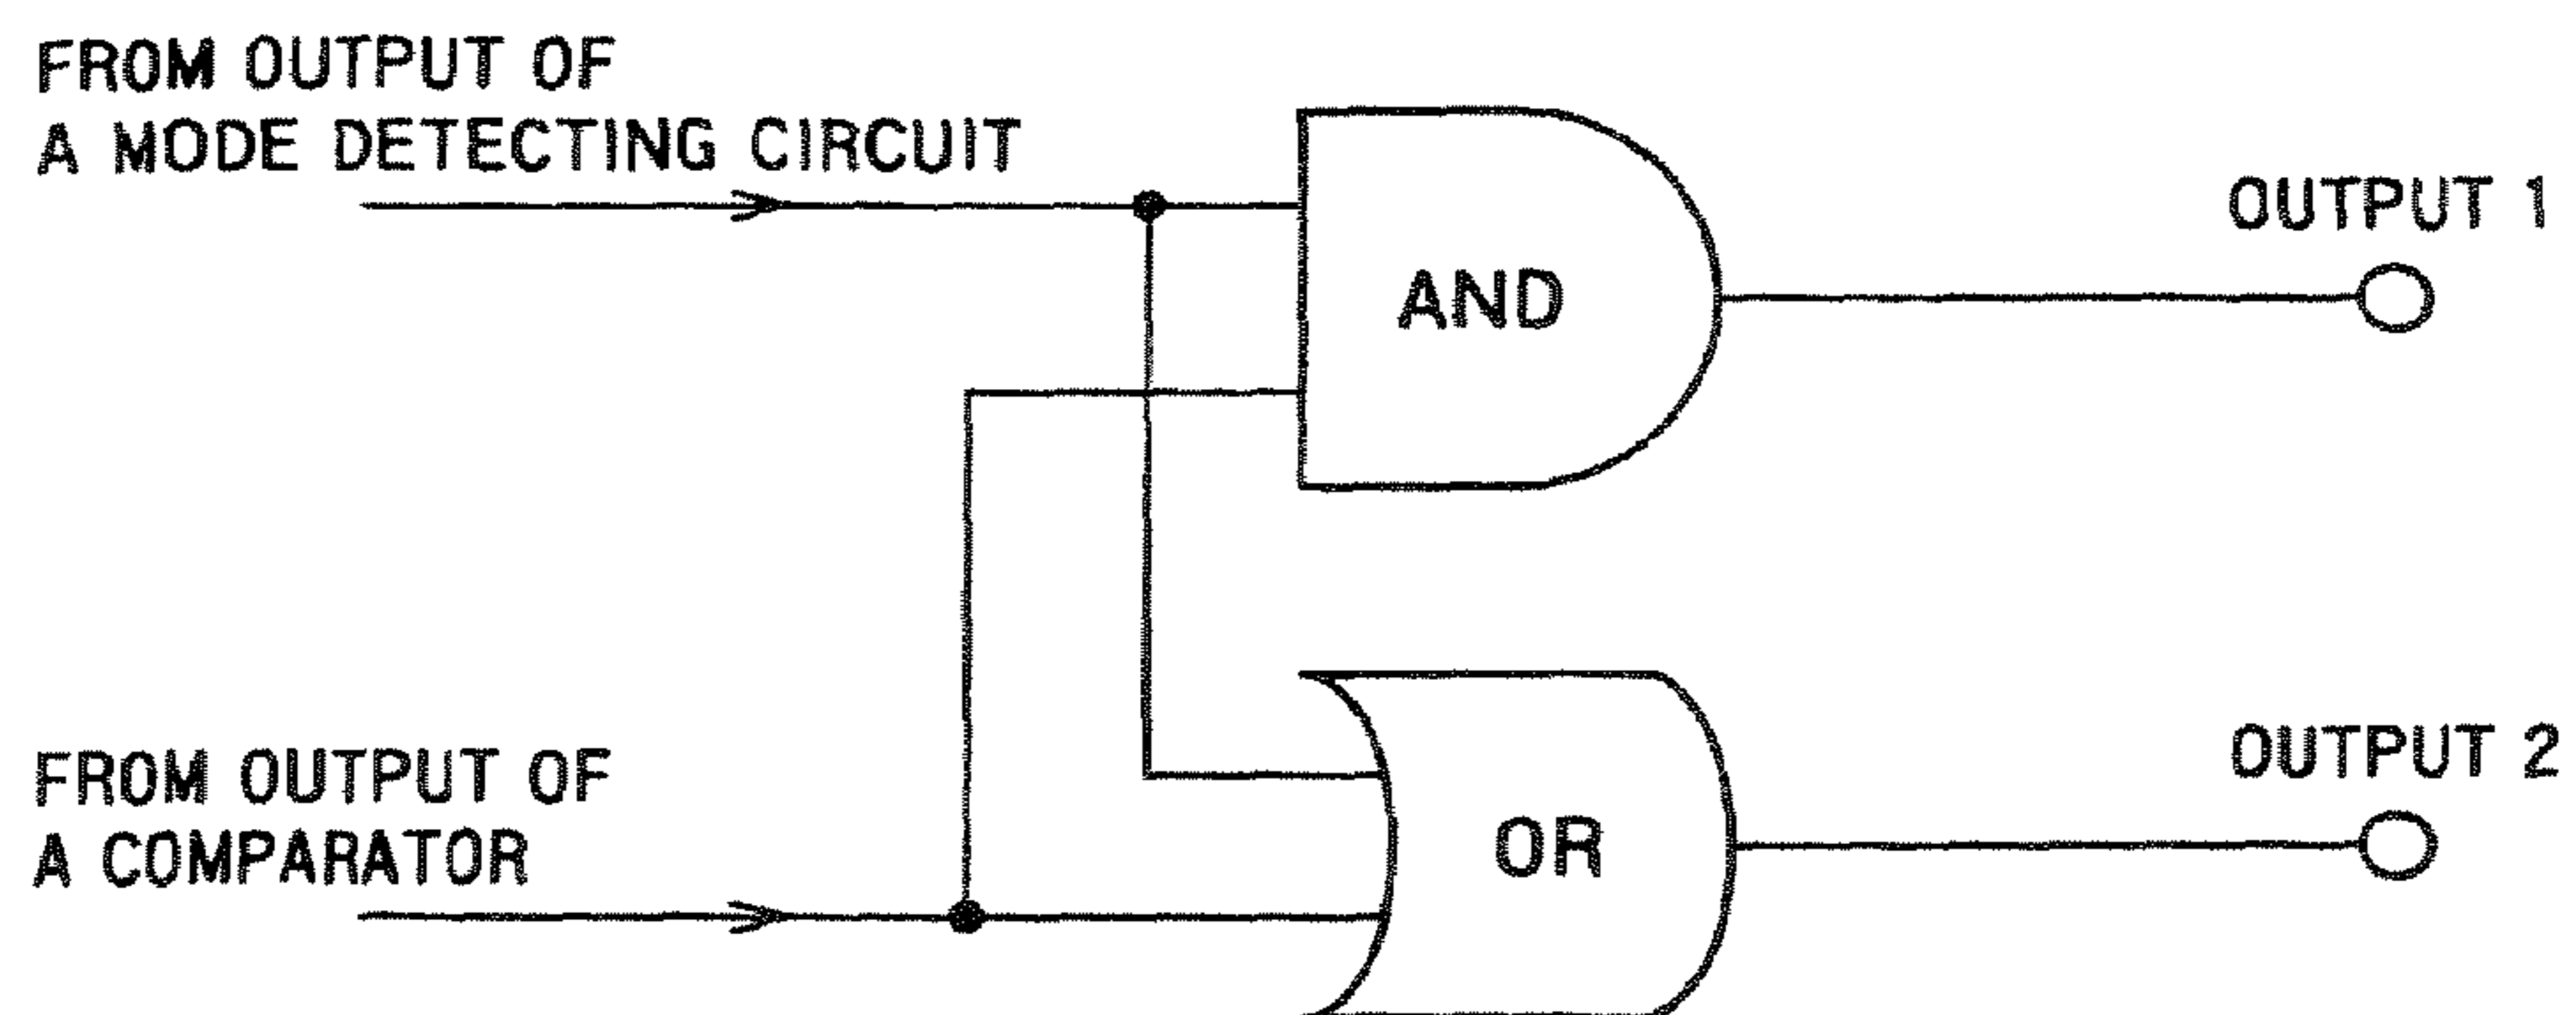 FROM OUTPUT OF
A MODE DETECTING CIRCUIT
AND
OUTPUT 1
FROM OUTPUT OF
A COMPARATOR
OR
OUTPUT 2